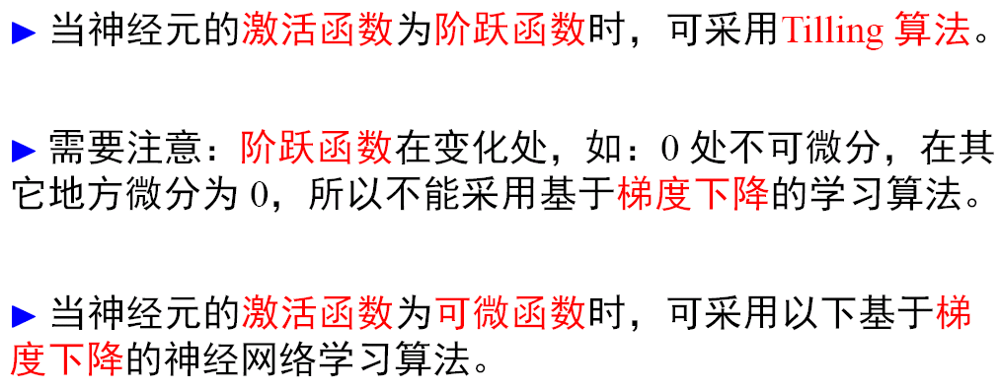 ► 当神经元的激活函数为阶跃函数时，可采用Tilling 算法。
► 需要注意：阶跃函数在变化处，如：0 处不可微分，在其
它地方微分为 0，所以不能采用基于梯度下降的学习算法。
► 当神经元的激活函数为可微函数时，可采用以下基于梯
度下降的神经网络学习算法。